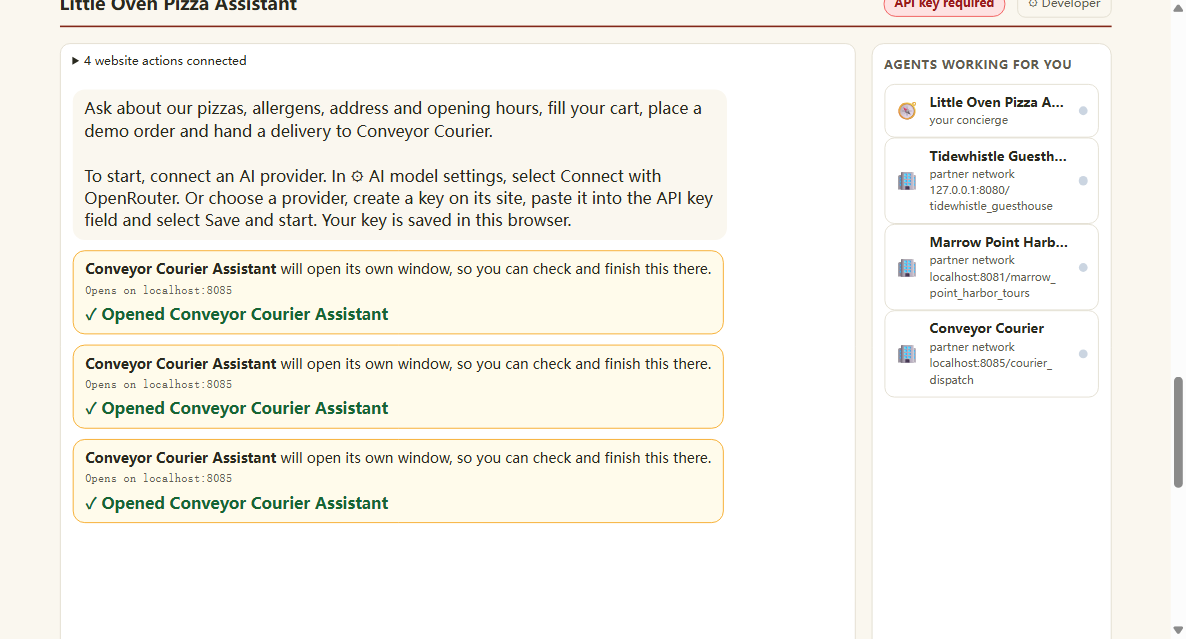 Little Oven Pizza Assistant
API key required
⚙ Developer
▶ 4 website actions connected
Ask about our pizzas, allergens, address and opening hours, fill your cart, place a
demo order and hand a delivery to Conveyor Courier.
To start, connect an AI provider. In ⚙ AI model settings, select Connect with
OpenRouter. Or choose a provider, create a key on its site, paste it into the API key
field and select Save and start. Your key is saved in this browser.
Conveyor Courier Assistant will open its own window, so you can check and finish this there.
Opens on localhost:8085
✓ Opened Conveyor Courier Assistant
Conveyor Courier Assistant will open its own window, so you can check and finish this there.
Opens on localhost:8085
✓ Opened Conveyor Courier Assistant
Conveyor Courier Assistant will open its own window, so you can check and finish this there.
Opens on localhost:8085
✓ Opened Conveyor Courier Assistant
AGENTS WORKING FOR YOU
Little Oven Pizza A...
your concierge
Tidewhistle Guesth...
partner network
127.0.0.1:8080/
tidewhistle_guesthouse
Marrow Point Harb...
partner network
localhost:8081/marrow_
point_harbor_tours
Conveyor Courier
partner network
localhost:8085/courier_
dispatch